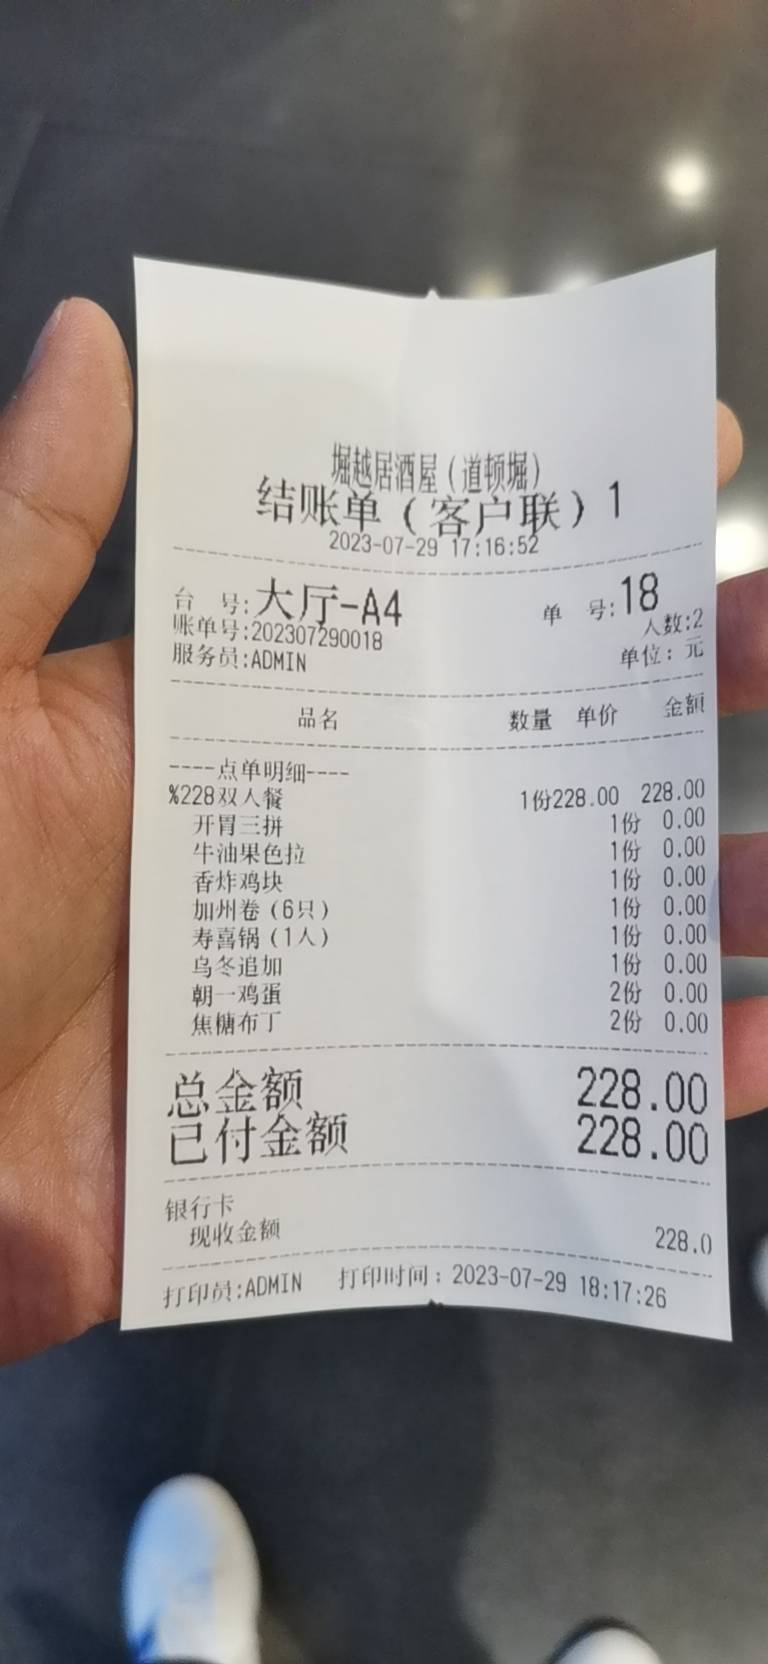 堀越居酒屋（道顿堀）
结账单（客户联）1
2023-07-29 17:16:52
台 号:大厅-A4 单 号:18
账单号:202307290018 人数:2
服务员:ADMIN 单位：元
品名 数量 单价 金额
----点单明细----
%228双人餐 1份228.00 228.00
开胃三拼 1份 0.00
牛油果色拉 1份 0.00
香炸鸡块 1份 0.00
加州卷（6只） 1份 0.00
寿喜锅（1人） 1份 0.00
乌冬追加 1份 0.00
朝一鸡蛋 2份 0.00
焦糖布丁 2份 0.00
总金额 228.00
已付金额 228.00
银行卡
现收金额 228.0
打印员:ADMIN 打印时间：2023-07-29 18:17:26